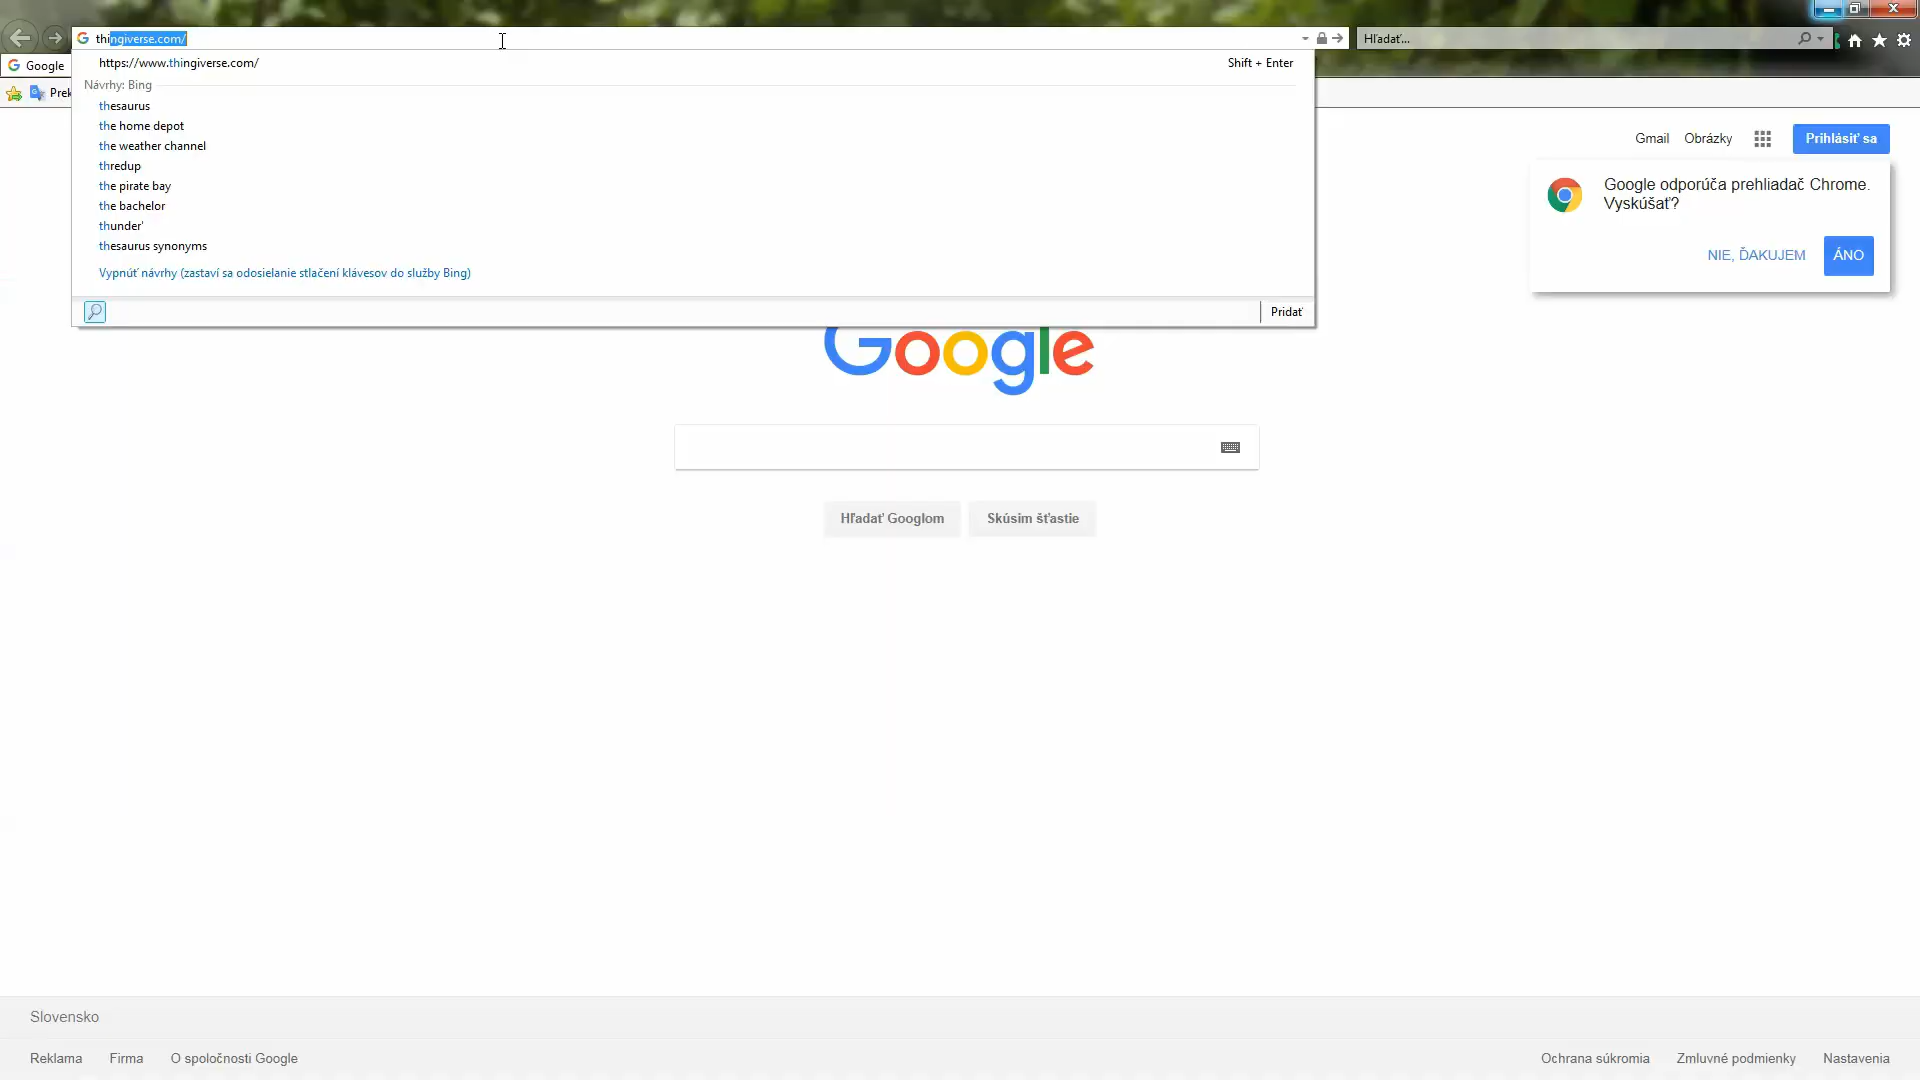 thingiverse.com/
Hľadať...
https://www.thingiverse.com/ Shift + Enter
Google
Návrhy: Bing
Prek
thesaurus
the home depot
the weather channel
thredup
the pirate bay
the bachelor
thunder'
thesaurus synonyms
Vypnúť návrhy (zastaví sa odosielanie stlačení klávesov do služby Bing)
Pridať
Gmail Obrázky Prihlásiť sa
Google odporúča prehliadač Chrome.
Vyskúšať?
NIE, ĎAKUJEM ÁNO
Google
Hľadať Googlom Skúsim šťastie
Slovensko
Reklama Firma O spoločnosti Google Ochrana súkromia Zmluvné podmienky Nastavenia